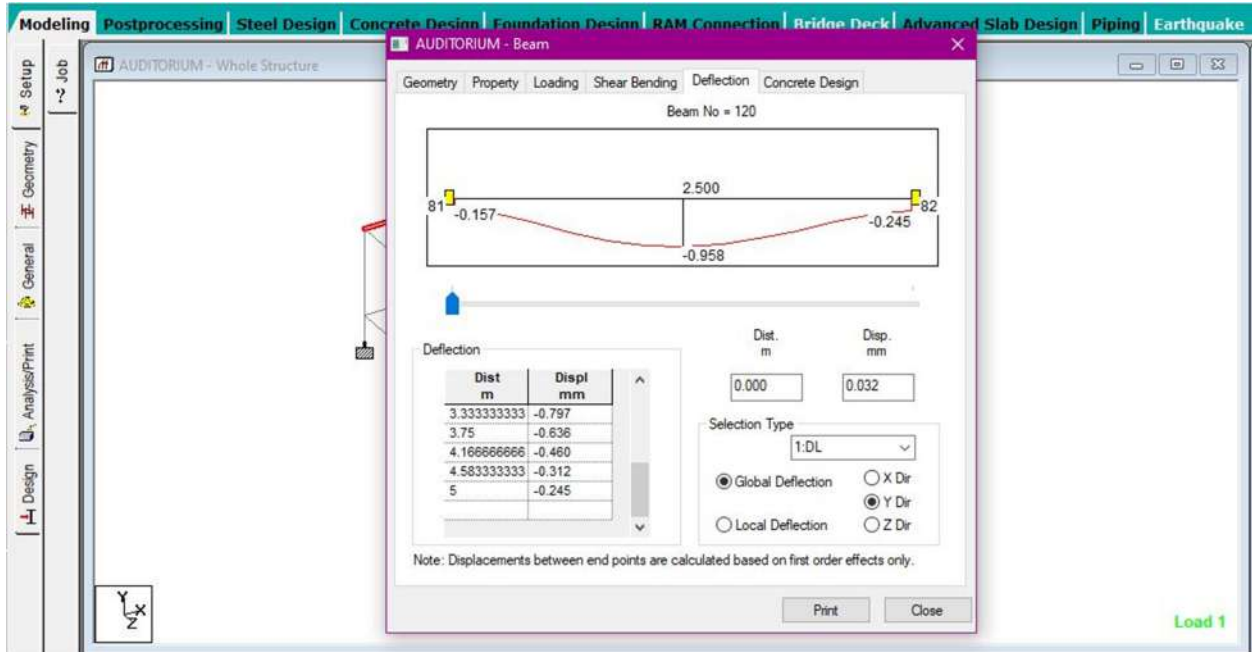 Modeling Postprocessing Steel Design Concrete Design Foundation Design RAM Connection Bridge Deck Advanced Slab Design Piping Earthquake
Setup
Geometry
General
Analysis/Print
Design
Job
?
AUDITORIUM - Whole Structure
AUDITORIUM - Beam
Geometry Property Loading Shear Bending Deflection Concrete Design
Beam No = 120
2.500
81 82
-0.157 -0.245
-0.958
Deflection
Dist Displ
m mm
3.333333333 -0.797
3.75 -0.636
4.166666666 -0.460
4.583333333 -0.312
5 -0.245
Dist. Disp.
m mm
0.000 0.032
Selection Type
1:DL
Global Deflection X Dir
Y Dir
Local Deflection Z Dir
Note: Displacements between end points are calculated based on first order effects only.
Print Close
Y
X
Z
Load 1